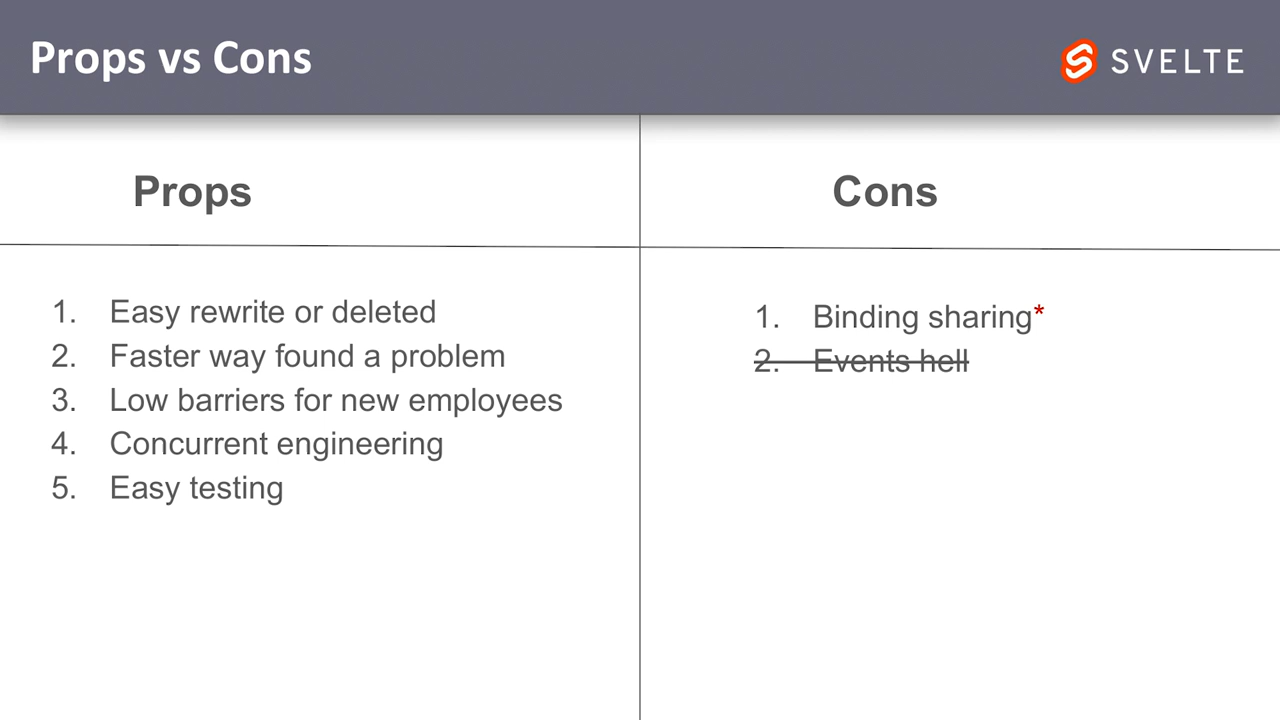 Props vs Cons
SVELTE
Props
Cons
1. Easy rewrite or deleted
2. Faster way found a problem
3. Low barriers for new employees
4. Concurrent engineering
5. Easy testing
1. Binding sharing*
2. Events hell